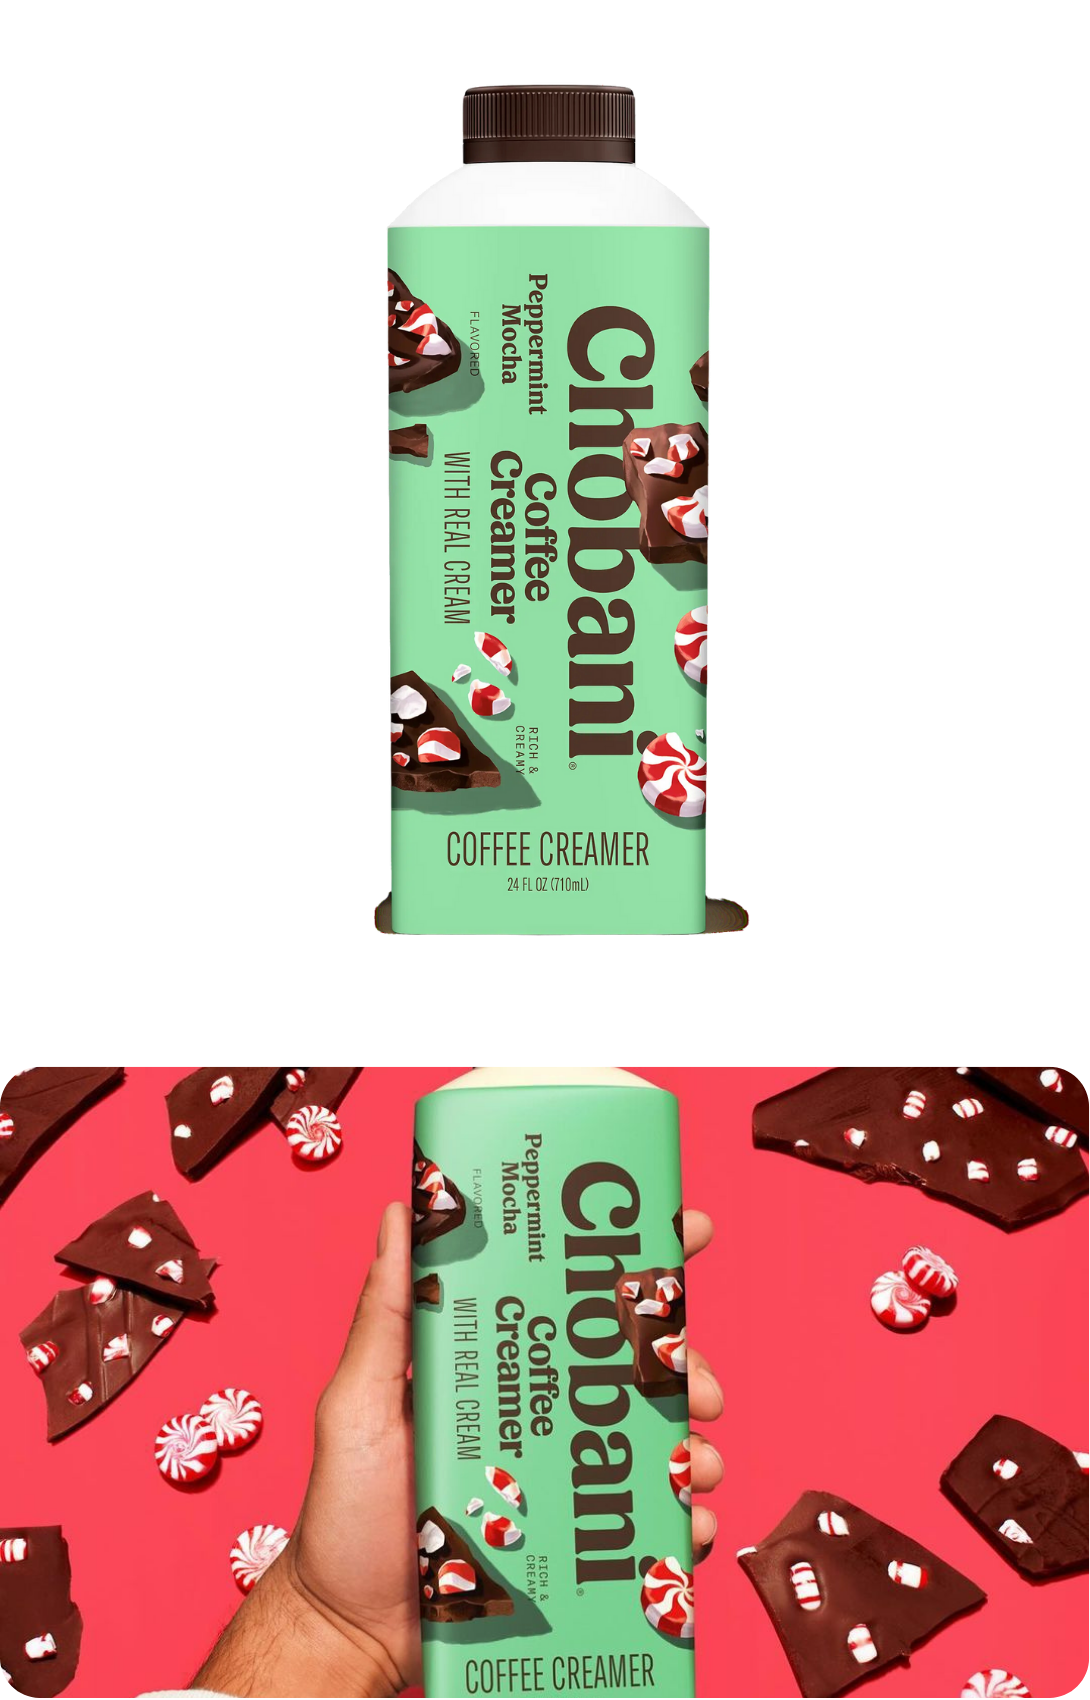 Chobani®
Peppermint
Mocha
FLAVORED
Coffee
Creamer
WITH REAL CREAM
RICH &
CREAMY
COFFEE CREAMER
24 FL OZ (710mL)
Chobani®
Peppermint
Mocha
FLAVORED
Coffee
Creamer
WITH REAL CREAM
RICH &
CREAMY
COFFEE CREAMER